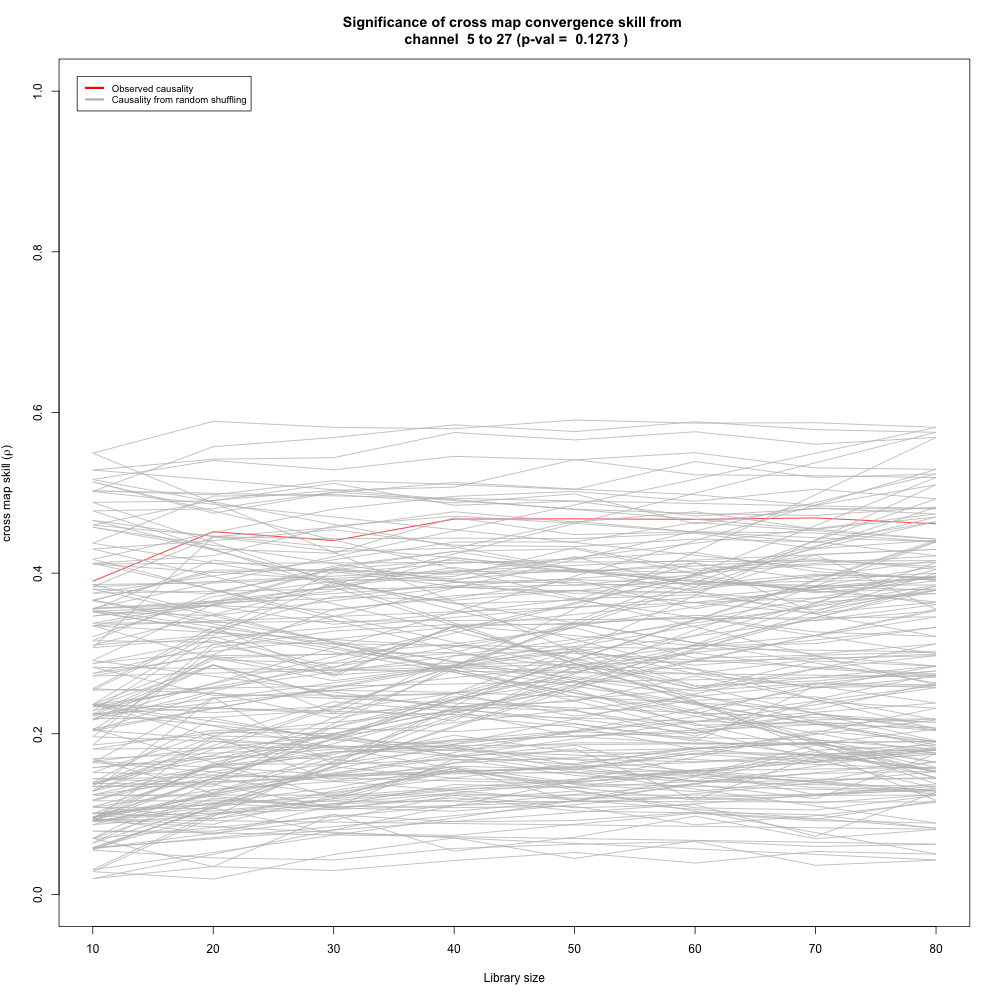 Significance of cross map convergence skill from
channel  5 to 27 (p-val =  0.1273 )
Observed causality
Causality from random shuffling
1.0
0.8
0.6
0.4
0.2
0.0
cross map skill (ρ)
10 20 30 40 50 60 70 80
Library size